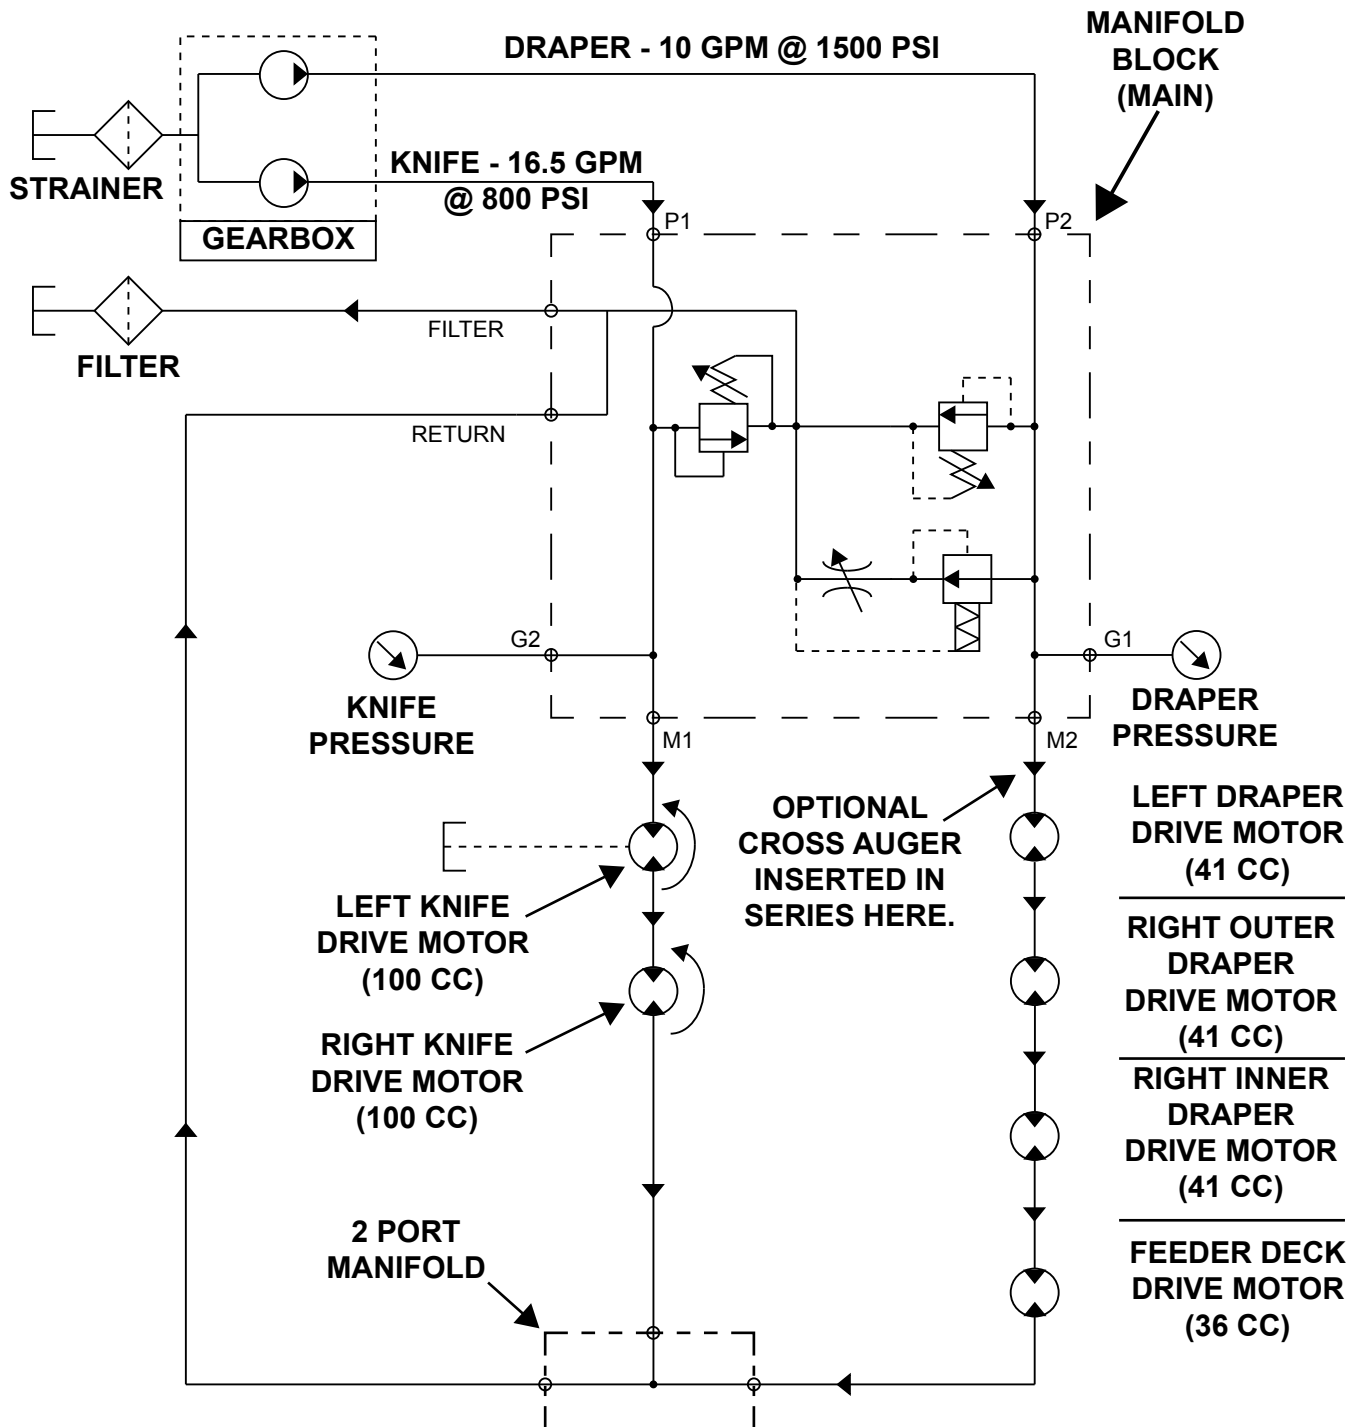 MANIFOLD
BLOCK
(MAIN)
DRAPER - 10 GPM @ 1500 PSI
KNIFE - 16.5 GPM
@ 800 PSI
STRAINER
GEARBOX
P1
P2
FILTER
FILTER
RETURN
G2
G1
KNIFE
PRESSURE
DRAPER
PRESSURE
M1
M2
OPTIONAL
CROSS AUGER
INSERTED IN
SERIES HERE.
LEFT DRAPER
DRIVE MOTOR
(41 CC)
LEFT KNIFE
DRIVE MOTOR
(100 CC)
RIGHT OUTER
DRAPER
DRIVE MOTOR
(41 CC)
RIGHT KNIFE
DRIVE MOTOR
(100 CC)
RIGHT INNER
DRAPER
DRIVE MOTOR
(41 CC)
2 PORT
MANIFOLD
FEEDER DECK
DRIVE MOTOR
(36 CC)